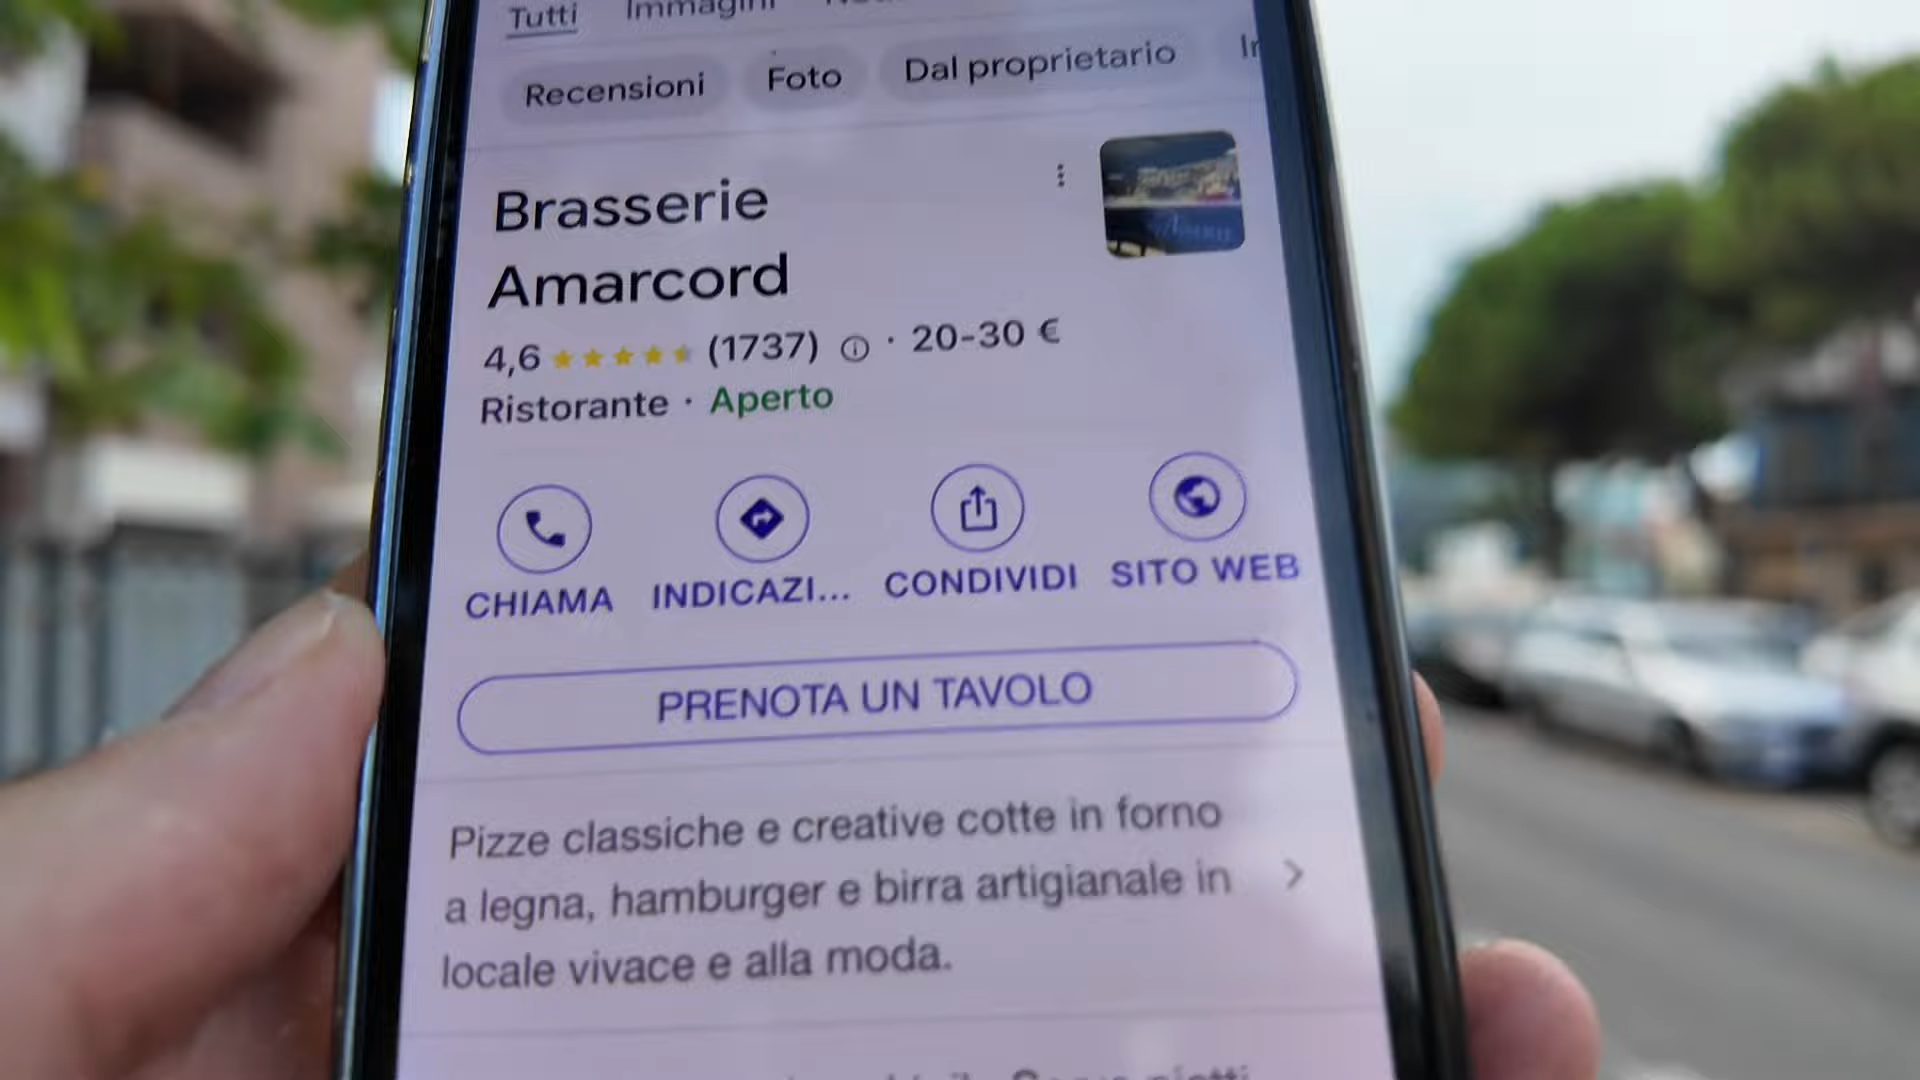 Tutti Immagini
Recensioni Foto Dal proprietario
Brasserie
Amarcord
4,6 (1737) · 20-30 €
Ristorante · Aperto
CHIAMA INDICAZI... CONDIVIDI SITO WEB
PRENOTA UN TAVOLO
Pizze classiche e creative cotte in forno
a legna, hamburger e birra artigianale in
locale vivace e alla moda.